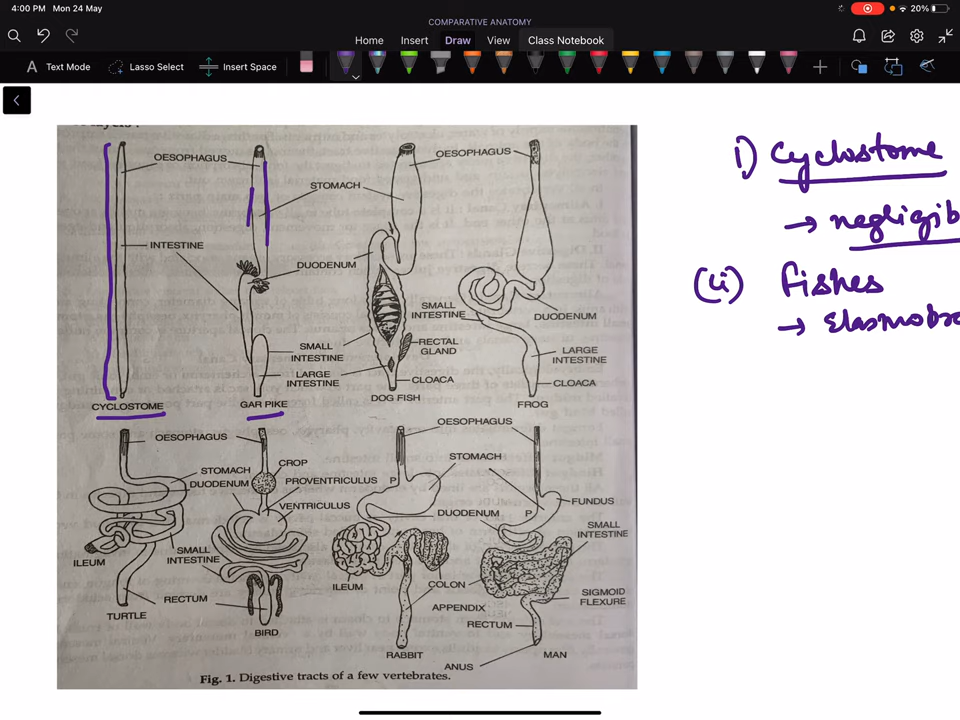 4:00 PM Mon 24 May
20%
COMPARATIVE ANATOMY
Home Insert Draw View Class Notebook
Text Mode Lasso Select Insert Space
OESOPHAGUS
OESOPHAGUS
STOMACH
INTESTINE
DUODENUM
SMALL
INTESTINE
DUODENUM
RECTAL
GLAND
SMALL
INTESTINE
LARGE
INTESTINE
LARGE
INTESTINE
CLOACA
CLOACA
CYCLOSTOME
GAR PIKE
DOG FISH
FROG
OESOPHAGUS
OESOPHAGUS
CROP
STOMACH
STOMACH
DUODENUM
PROVENTRICULUS
P
VENTRICULUS
FUNDUS
DUODENUM
P
SMALL
INTESTINE
SMALL
INTESTINE
ILEUM
ILEUM
COLON
SIGMOID
FLEXURE
RECTUM
APPENDIX
RECTUM
TURTLE
BIRD
RABBIT
ANUS
MAN
Fig. 1. Digestive tracts of a few vertebrates.
i) Cyclostome
→ negligib
(ii) Fishes
→ Elasmobra